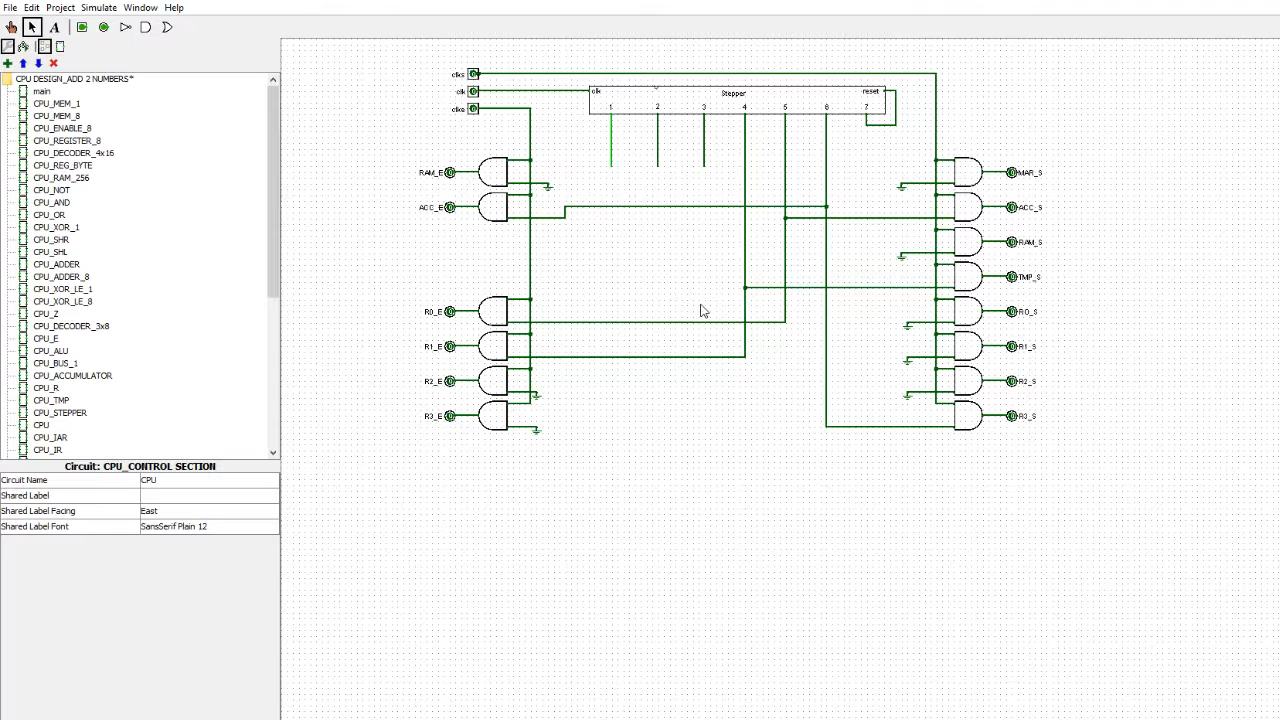 File Edit Project Simulate Window Help
A
CPU DESIGN_ADD 2 NUMBERS*
main
CPU_MEM_1
CPU_MEM_8
CPU_ENABLE_8
CPU_REGISTER_8
CPU_DECODER_4x16
CPU_REG_BYTE
CPU_RAM_256
CPU_NOT
CPU_AND
CPU_OR
CPU_XOR_1
CPU_SHR
CPU_SHL
CPU_ADDER
CPU_ADDER_8
CPU_XOR_LE_1
CPU_XOR_LE_8
CPU_Z
CPU_DECODER_3x8
CPU_E
CPU_ALU
CPU_BUS_1
CPU_ACCUMULATOR
CPU_R
CPU_TMP
CPU_STEPPER
CPU
CPU_IAR
CPU_IR
Circuit: CPU_CONTROL SECTION
Circuit Name CPU
Shared Label
Shared Label Facing East
Shared Label Font SansSerif Plain 12
clks
clk
clke
clk Stepper reset
1 2 3 4 5 6 7
RAM_E
ACC_E
R0_E
R1_E
R2_E
R3_E
MAR_S
ACC_S
RAM_S
TMP_S
R0_S
R1_S
R2_S
R3_S